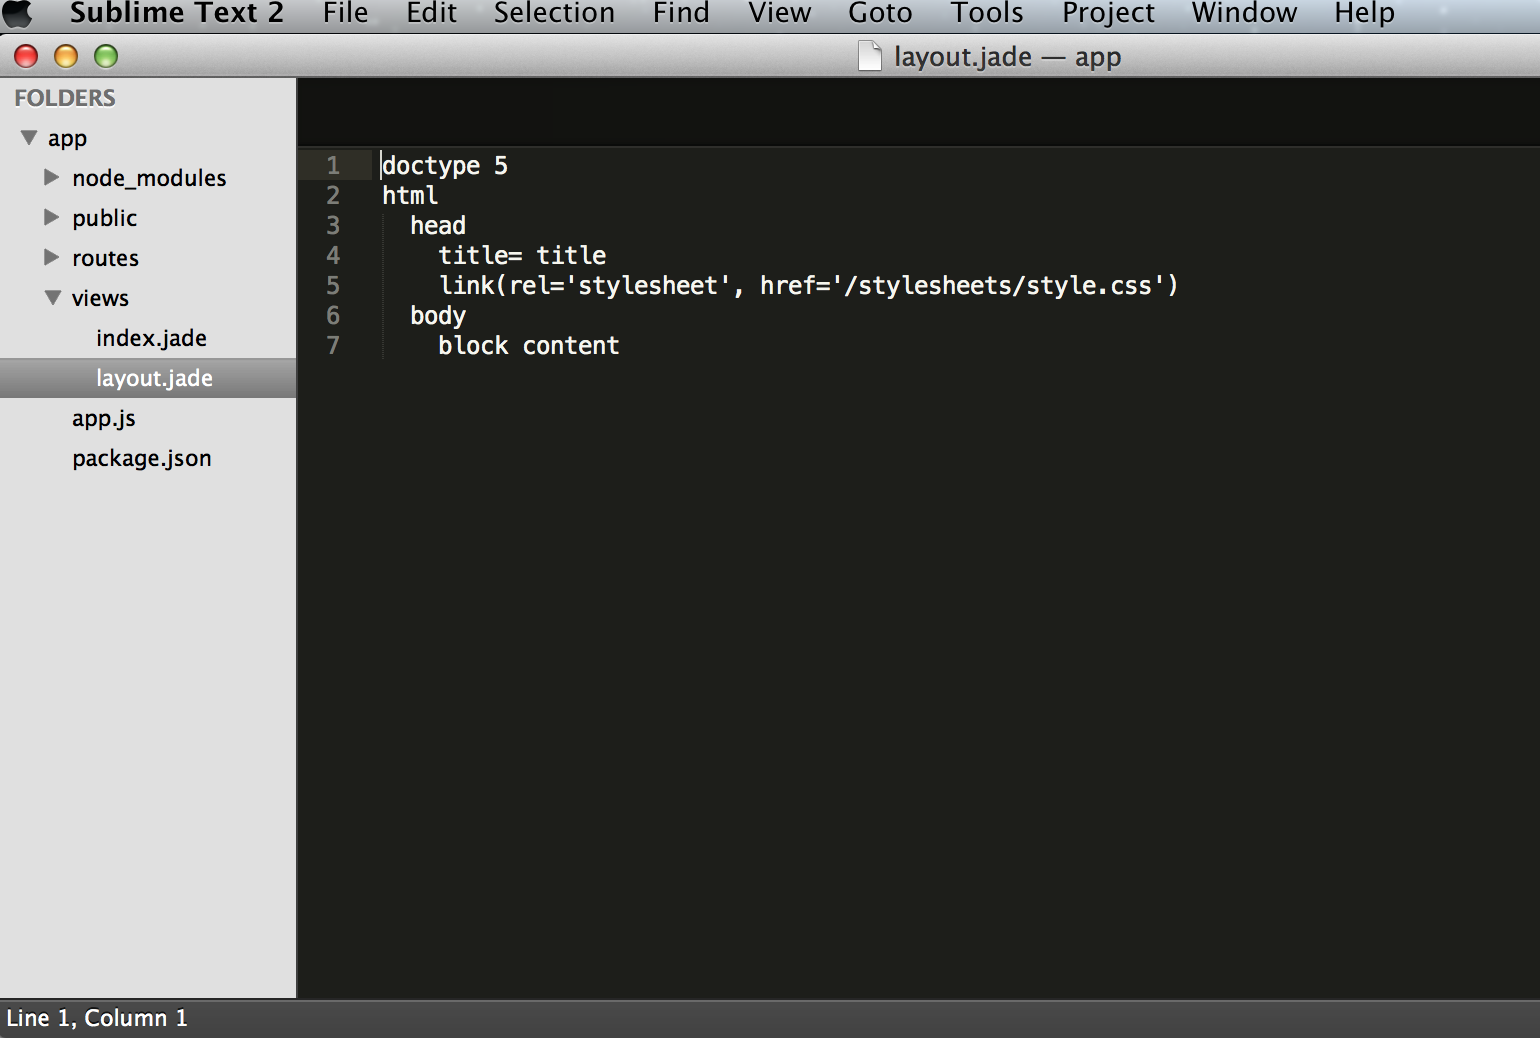 Sublime Text 2 File Edit Selection Find View Goto Tools Project Window Help
layout.jade — app
FOLDERS
app
node_modules
public
routes
views
index.jade
layout.jade
app.js
package.json
1 doctype 5
2 html
3 head
4 title= title
5 link(rel='stylesheet', href='/stylesheets/style.css')
6 body
7 block content
Line 1, Column 1